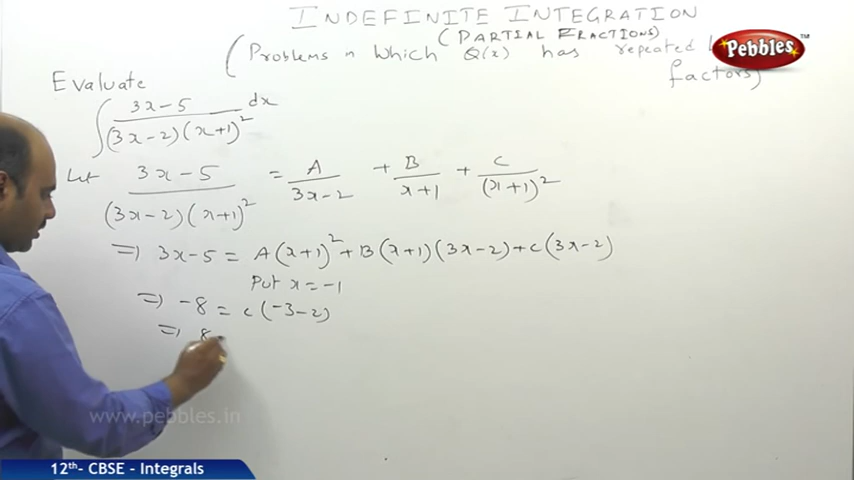 INDEFINITE INTEGRATION
(PARTIAL FRACTIONS)
(Problems in Which Q(x) has repeated
factors)
Pebbles
Evaluate
∫ (3x-5)/((3x-2)(x+1)²) dx
Let (3x-5)/((3x-2)(x+1)²) = A/(3x-2) + B/(x+1) + C/(x+1)²
⇒ 3x-5 = A(x+1)² + B(x+1)(3x-2) + C(3x-2)
Put x = -1
⇒ -8 = C(-3-2)
⇒ 8
www.pebbles.in
12th- CBSE - Integrals